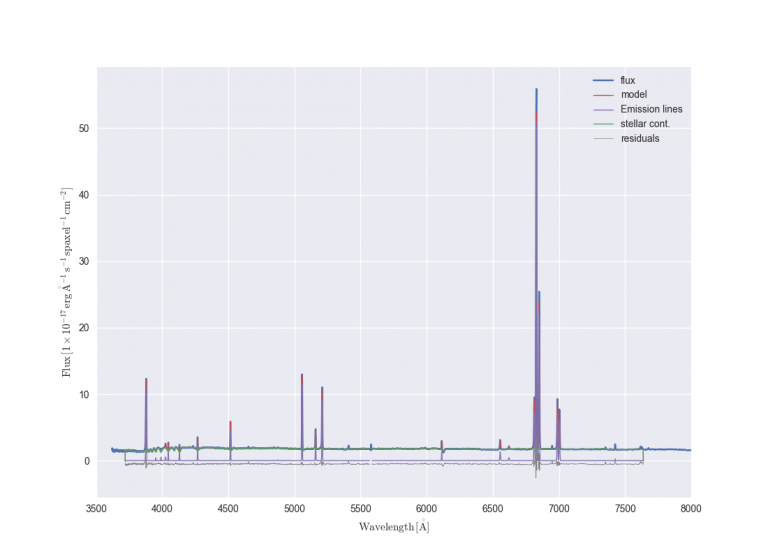 flux
model
Emission lines
stellar cont.
residuals
50
40
30
20
10
0
Flux [1 × 10⁻¹⁷ erg Å⁻¹ s⁻¹ spaxel⁻¹ cm⁻²]
3500 4000 4500 5000 5500 6000 6500 7000 7500 8000
Wavelength [Å]